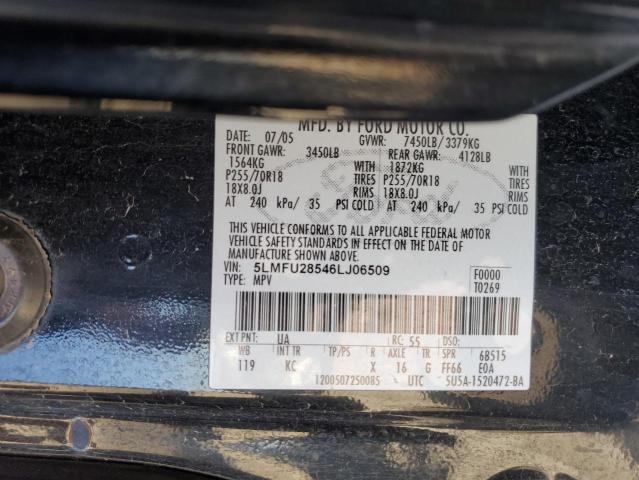 MFD. BY FORD MOTOR CO.
DATE: 07/05 GVWR: 7450LB/ 3379KG
FRONT GAWR: 3450LB REAR GAWR: 4128LB
1564KG WITH 1872KG WITH
P255/70R18 TIRES P255/70R18 TIRES
18X8.0J RIMS 18X8.0J RIMS
AT 240 kPa/ 35 PSI COLD AT 240 kPa/ 35 PSI COLD
Ford
THIS VEHICLE CONFORMS TO ALL APPLICABLE FEDERAL MOTOR
VEHICLE SAFETY STANDARDS IN EFFECT ON THE DATE OF
MANUFACTURE SHOWN ABOVE.
VIN: 5LMFU28546LJ06509 F0000
TYPE: MPV T0269
EXT PNT: UA RC: 55 DSO:
WB INT TR TP/PS R AXLE TR SPR 6B515
119 KC X 16 G FF66 E0A
12005072S0085 UTC 5U5A-1520472-BA